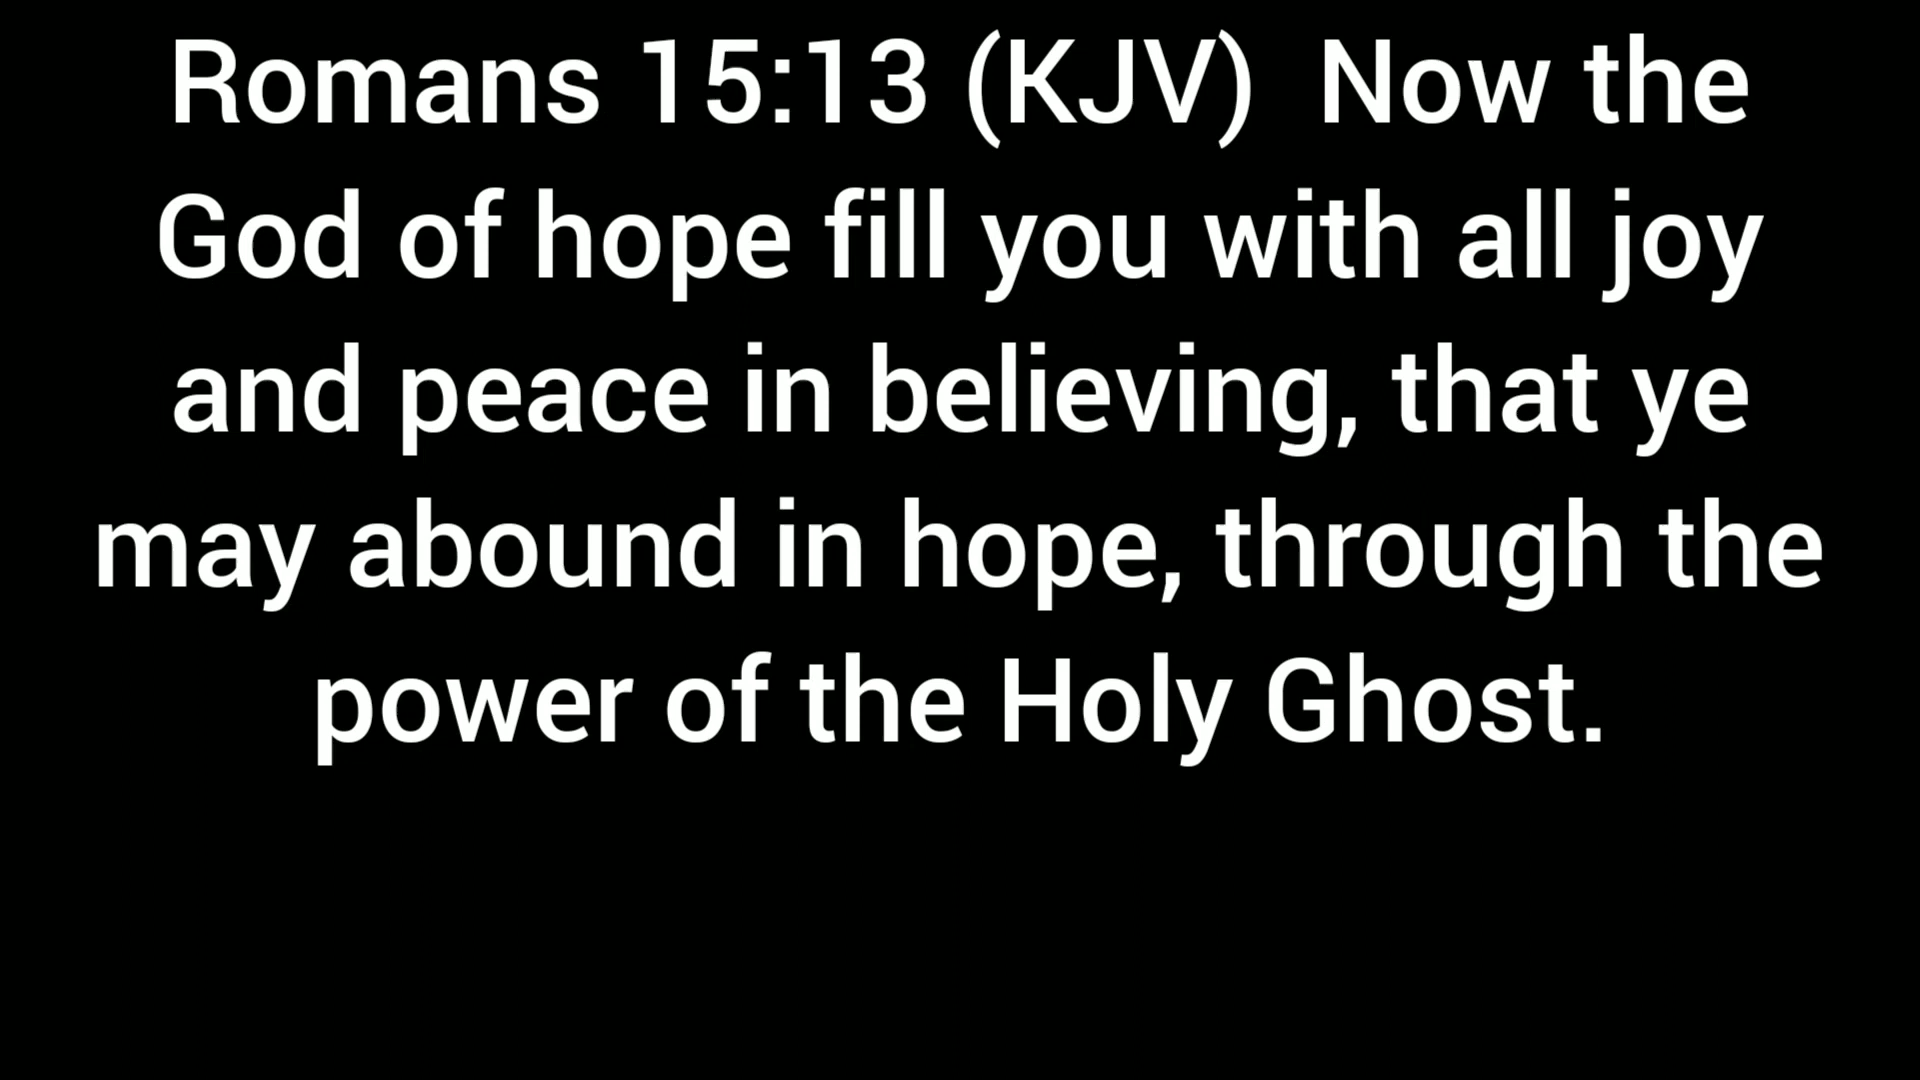 Romans 15:13 (KJV)  Now the
God of hope fill you with all joy
and peace in believing, that ye
may abound in hope, through the
power of the Holy Ghost.